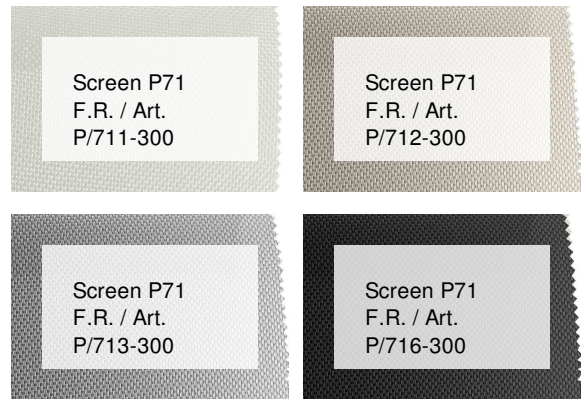 Screen P71
F.R. / Art.
P/711-300
Screen P71
F.R. / Art.
P/712-300
Screen P71
F.R. / Art.
P/713-300
Screen P71
F.R. / Art.
P/716-300